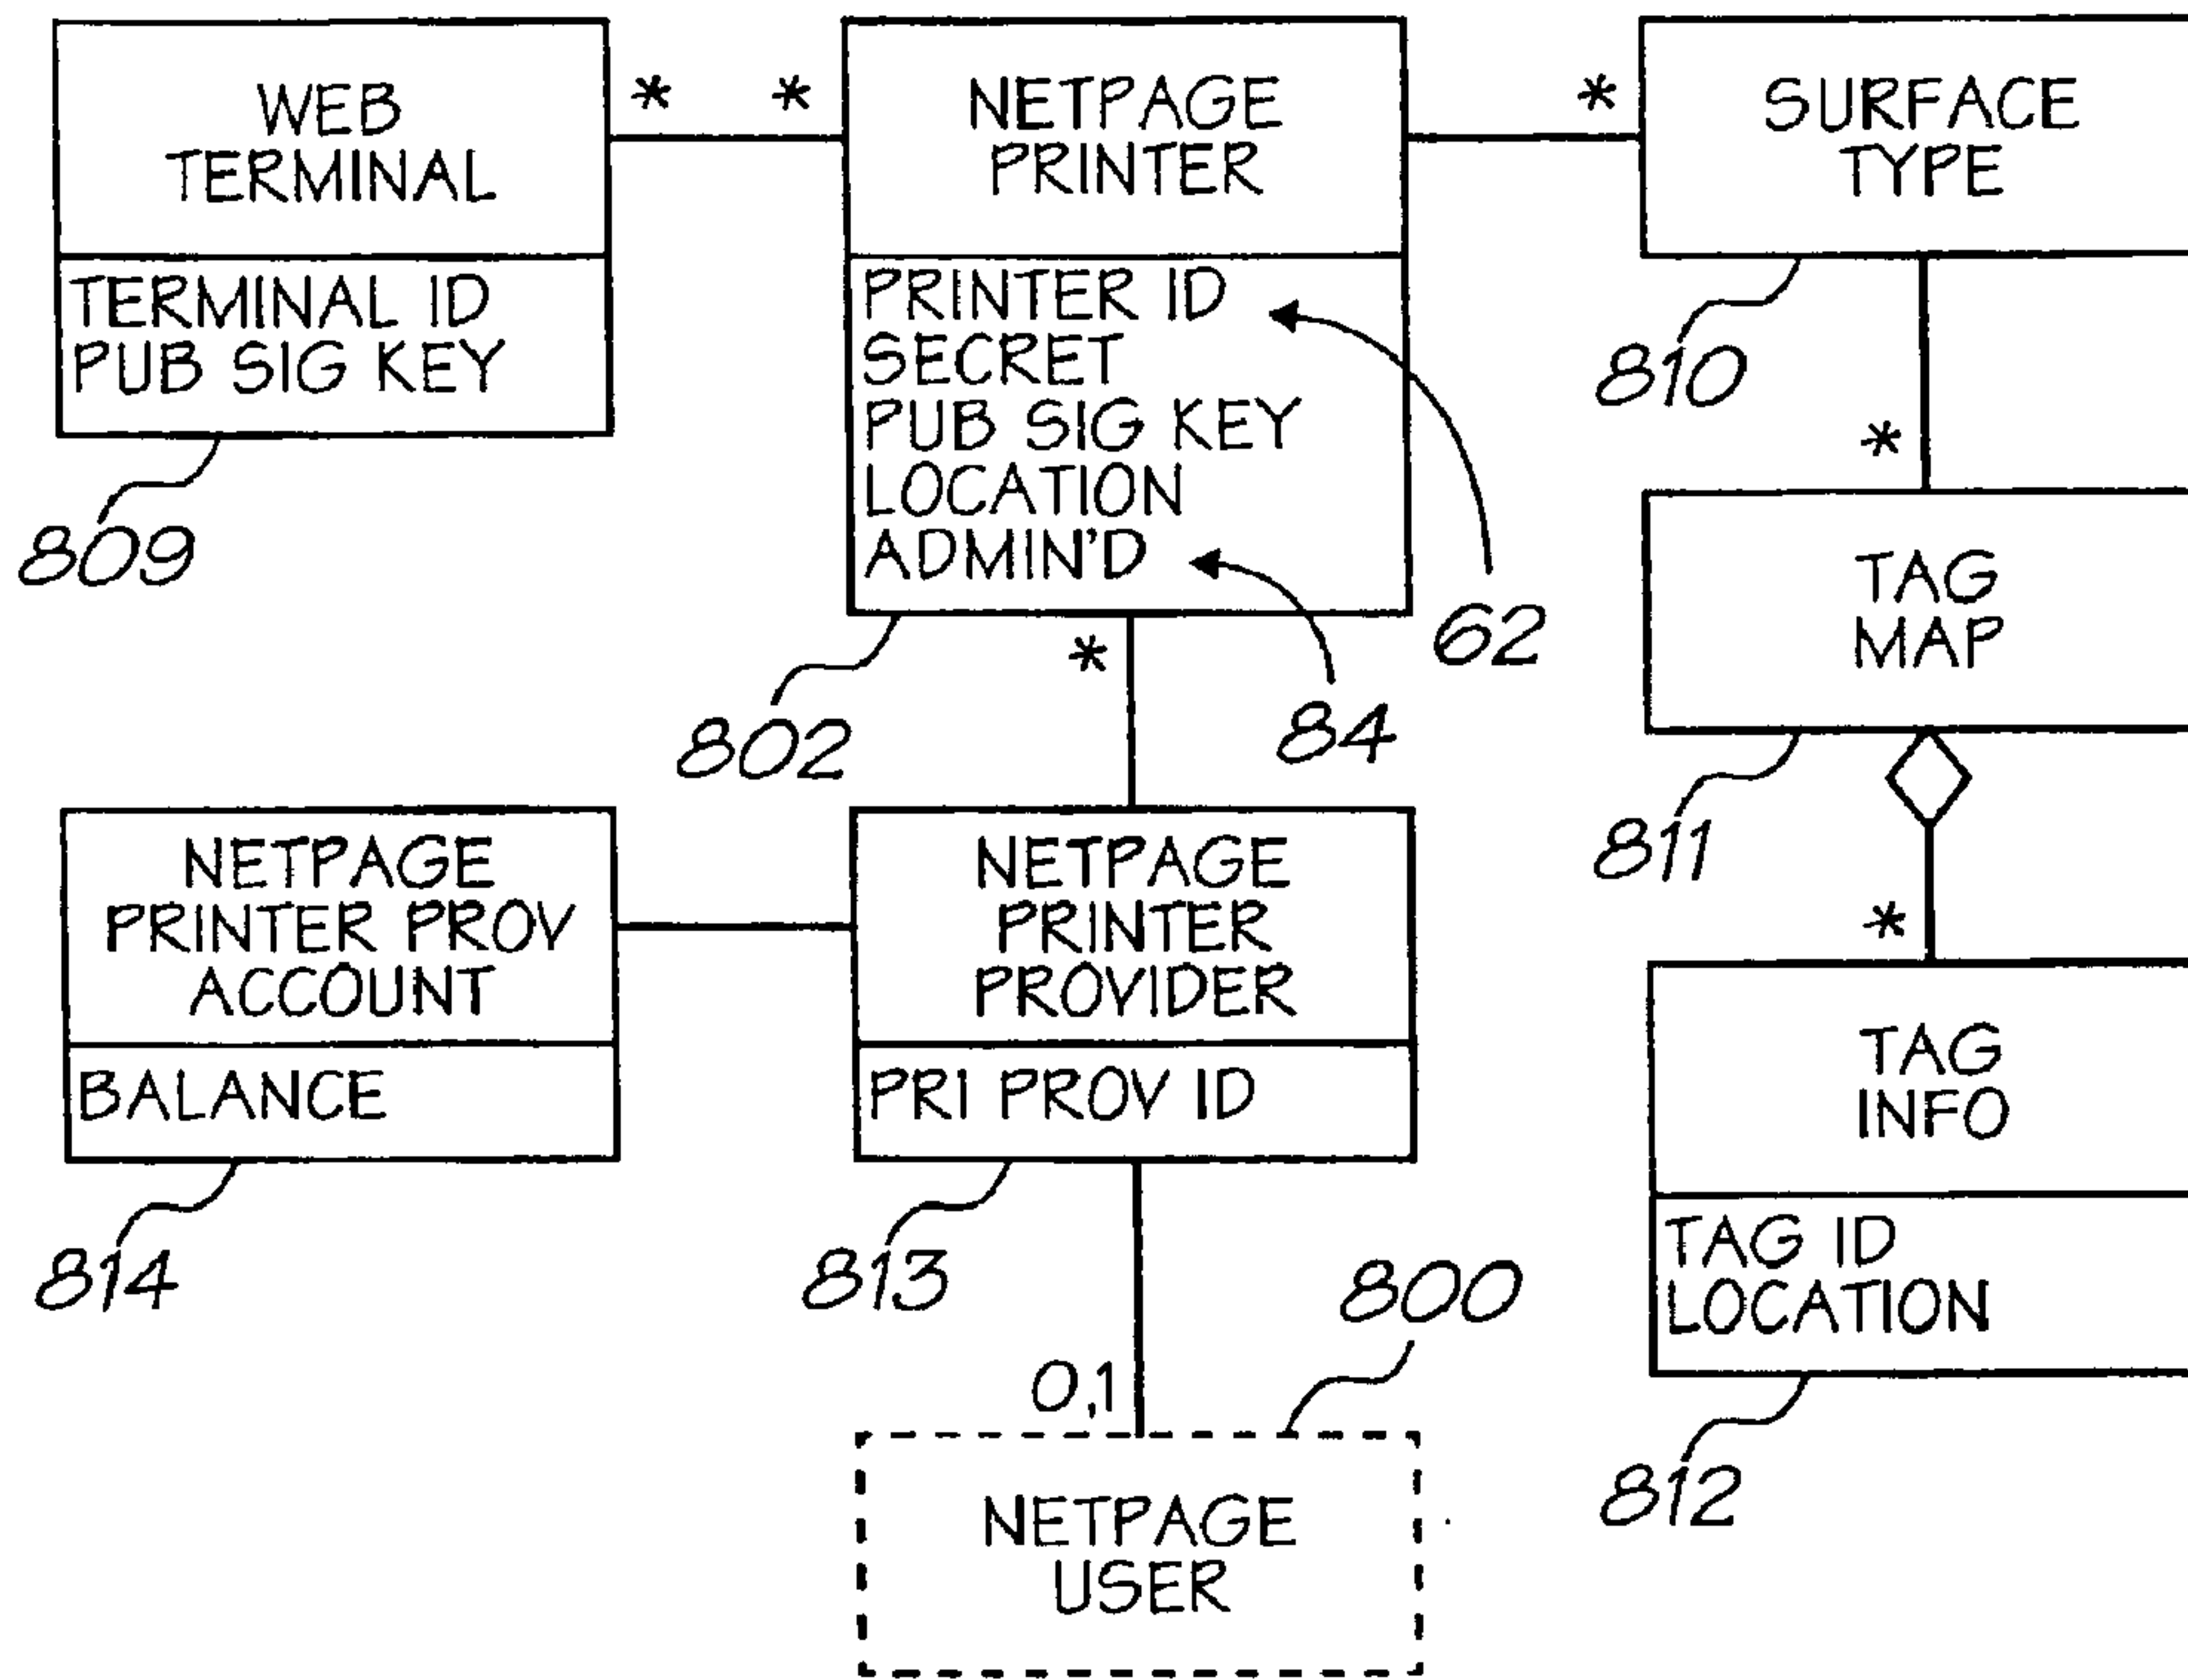 WEB
TERMINAL
TERMINAL ID
PUB SIG KEY
809
*
*
NETPAGE
PRINTER
PRINTER ID
SECRET
PUB SIG KEY
LOCATION
ADMIN'D
62
84
802
*
*
SURFACE
TYPE
810
*
TAG
MAP
811
*
TAG
INFO
TAG ID
LOCATION
812
NETPAGE
PRINTER PROV
ACCOUNT
BALANCE
814
NETPAGE
PRINTER
PROVIDER
PRI PROV ID
813
800
0,1
NETPAGE
USER